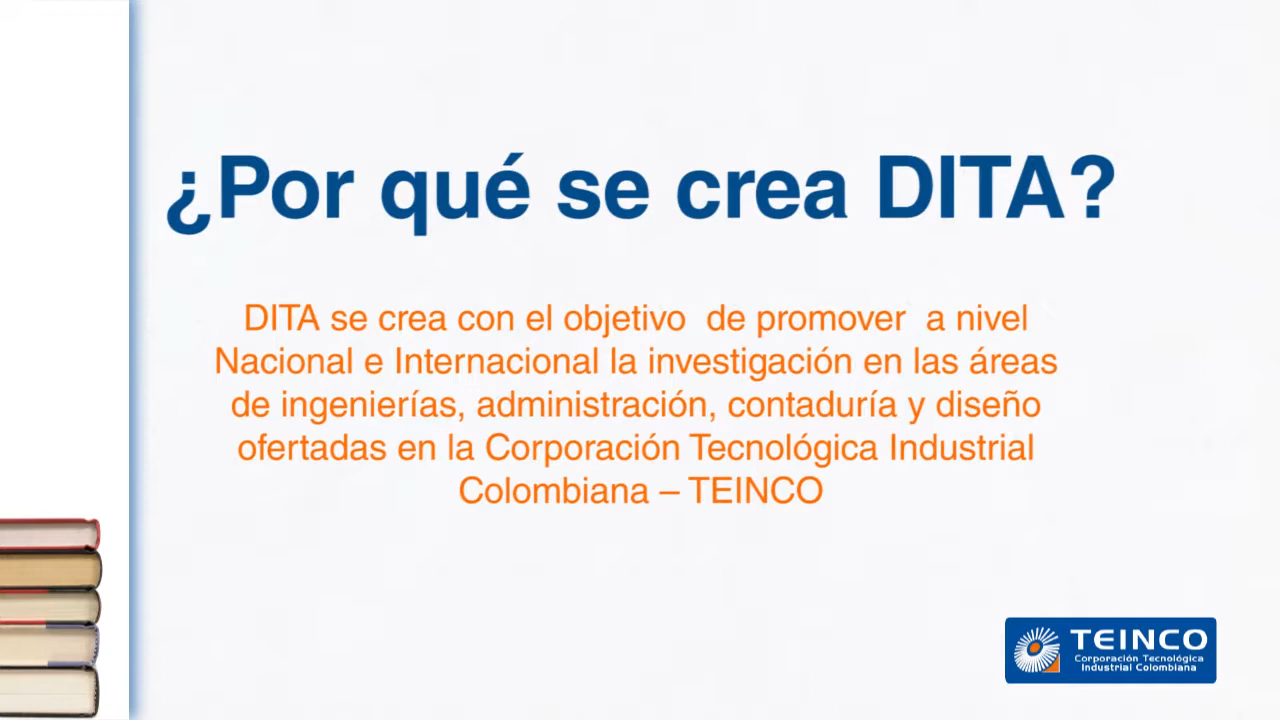 ¿Por qué se crea DITA?
DITA se crea con el objetivo  de promover  a nivel
Nacional e Internacional la investigación en las áreas
de ingenierías, administración, contaduría y diseño
ofertadas en la Corporación Tecnológica Industrial
Colombiana – TEINCO
TEINCO
Corporación Tecnológica
Industrial Colombiana